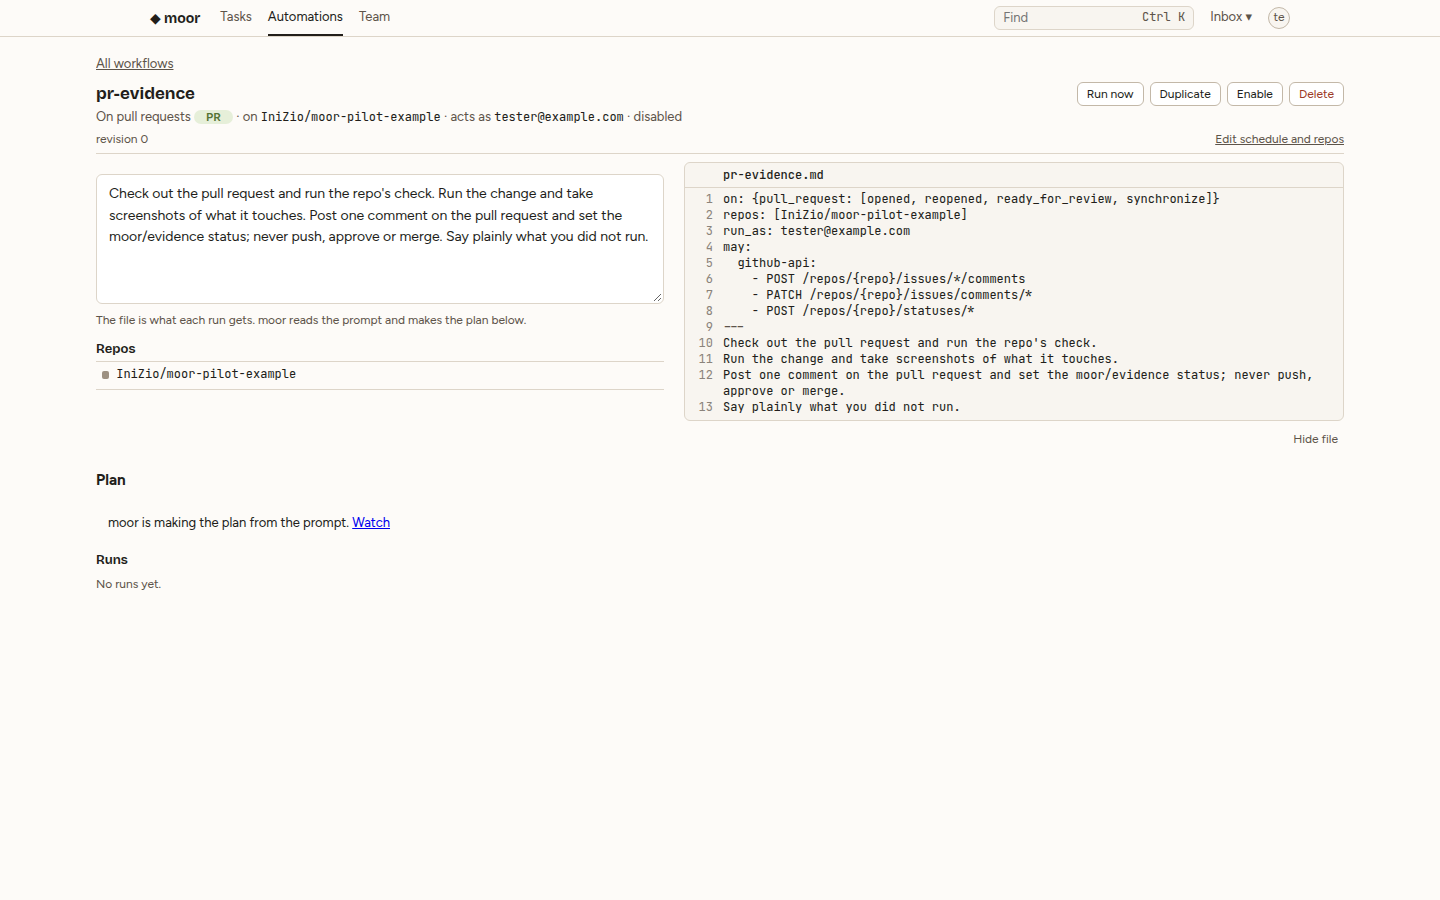 ◆ moor Tasks Automations Team Find Ctrl K Inbox ▾ te
All workflows
pr-evidence
Run now Duplicate Enable Delete
On pull requests PR · on IniZio/moor-pilot-example · acts as tester@example.com · disabled
revision 0 Edit schedule and repos
Check out the pull request and run the repo's check. Run the change and take
screenshots of what it touches. Post one comment on the pull request and set the
moor/evidence status; never push, approve or merge. Say plainly what you did not run.
The file is what each run gets. moor reads the prompt and makes the plan below.
Repos
IniZio/moor-pilot-example
pr-evidence.md
1 on: {pull_request: [opened, reopened, ready_for_review, synchronize]}
2 repos: [IniZio/moor-pilot-example]
3 run_as: tester@example.com
4 may:
5   github-api:
6     - POST /repos/{repo}/issues/*/comments
7     - PATCH /repos/{repo}/issues/comments/*
8     - POST /repos/{repo}/statuses/*
9 ---
10 Check out the pull request and run the repo's check.
11 Run the change and take screenshots of what it touches.
12 Post one comment on the pull request and set the moor/evidence status; never push,
approve or merge.
13 Say plainly what you did not run.
Hide file
Plan
moor is making the plan from the prompt. Watch
Runs
No runs yet.